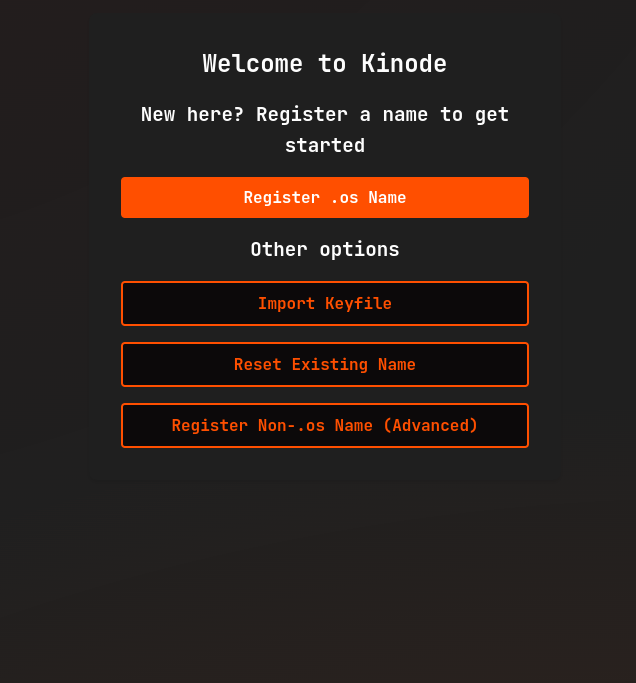 Welcome to Kinode
New here? Register a name to get
started
Register .os Name
Other options
Import Keyfile
Reset Existing Name
Register Non-.os Name (Advanced)